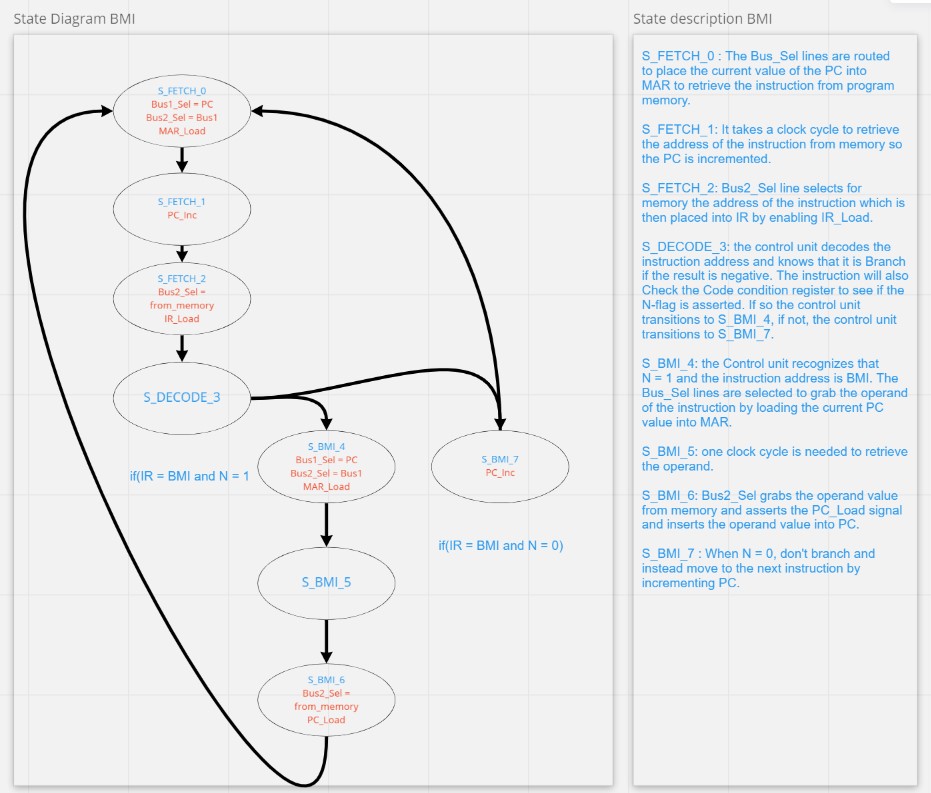 State Diagram BMI
S_FETCH_0
Bus1_Sel = PC
Bus2_Sel = Bus1
MAR_Load
S_FETCH_1
PC_Inc
S_FETCH_2
Bus2_Sel =
from_memory
IR_Load
S_DECODE_3
if(IR = BMI and N = 1
S_BMI_4
Bus1_Sel = PC
Bus2_Sel = Bus1
MAR_Load
S_BMI_7
PC_Inc
if(IR = BMI and N = 0)
S_BMI_5
S_BMI_6
Bus2_Sel =
from_memory
PC_Load
State description BMI
S_FETCH_0 : The Bus_Sel lines are routed
to place the current value of the PC into
MAR to retrieve the instruction from program
memory.
S_FETCH_1: It takes a clock cycle to retrieve
the address of the instruction from memory so
the PC is incremented.
S_FETCH_2: Bus2_Sel line selects for
memory the address of the instruction which is
then placed into IR by enabling IR_Load.
S_DECODE_3: the control unit decodes the
instruction address and knows that it is Branch
if the result is negative. The instruction will also
Check the Code condition register to see if the
N-flag is asserted. If so the control unit
transitions to S_BMI_4, if not, the control unit
transitions to S_BMI_7.
S_BMI_4: the Control unit recognizes that
N = 1 and the instruction address is BMI. The
Bus_Sel lines are selected to grab the operand
of the instruction by loading the current PC
value into MAR.
S_BMI_5: one clock cycle is needed to retrieve
the operand.
S_BMI_6: Bus2_Sel grabs the operand value
from memory and asserts the PC_Load signal
and inserts the operand value into PC.
S_BMI_7 : When N = 0, don't branch and
instead move to the next instruction by
incrementing PC.